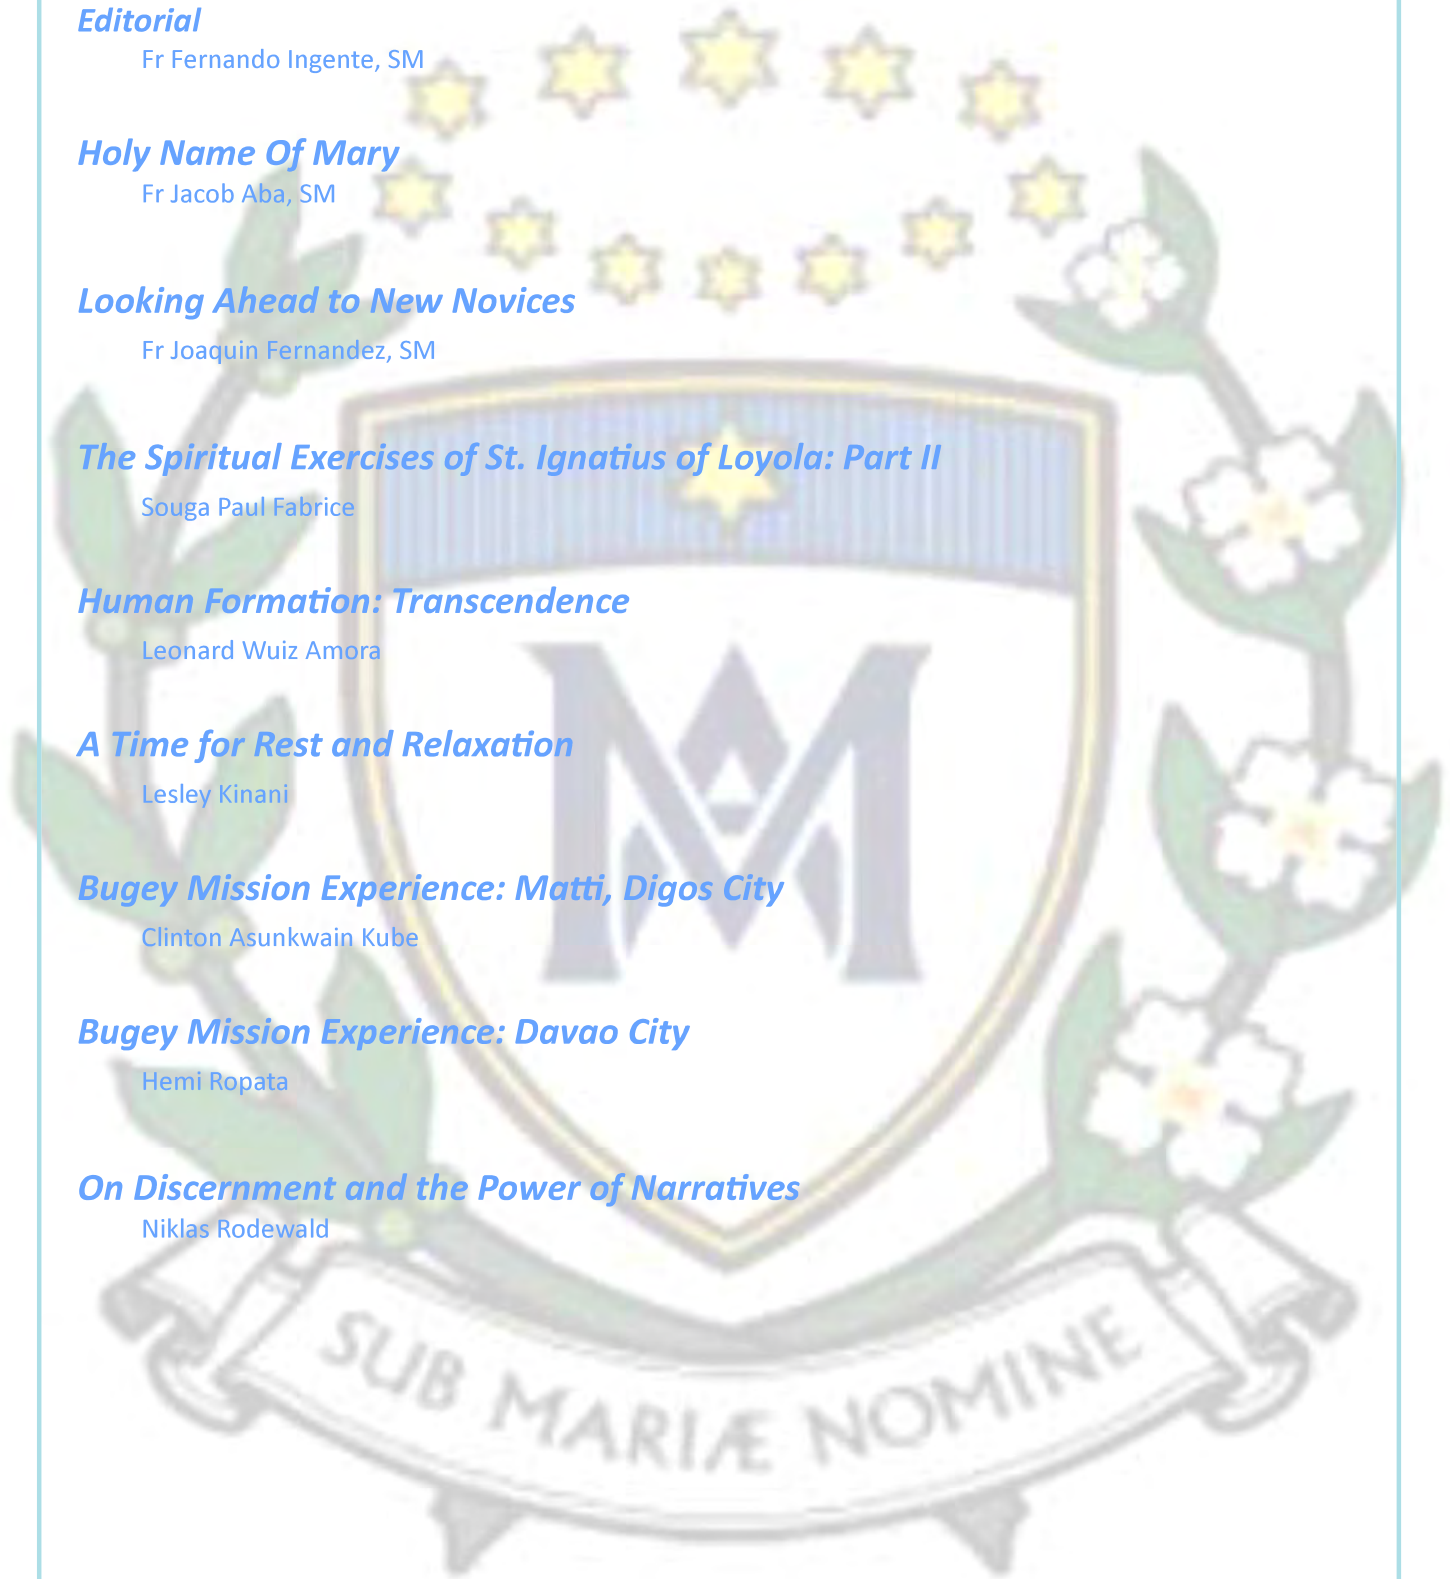 Editorial
Fr Fernando Ingente, SM
Holy Name Of Mary
Fr Jacob Aba, SM
Looking Ahead to New Novices
Fr Joaquin Fernandez, SM
The Spiritual Exercises of St. Ignatius of Loyola: Part II
Souga Paul Fabrice
Human Formation: Transcendence
Leonard Wuiz Amora
A Time for Rest and Relaxation
Lesley Kinani
Bugey Mission Experience: Matti, Digos City
Clinton Asunkwain Kube
Bugey Mission Experience: Davao City
Hemi Ropata
On Discernment and the Power of Narratives
Niklas Rodewald
SUB MARIÆ NOMINE